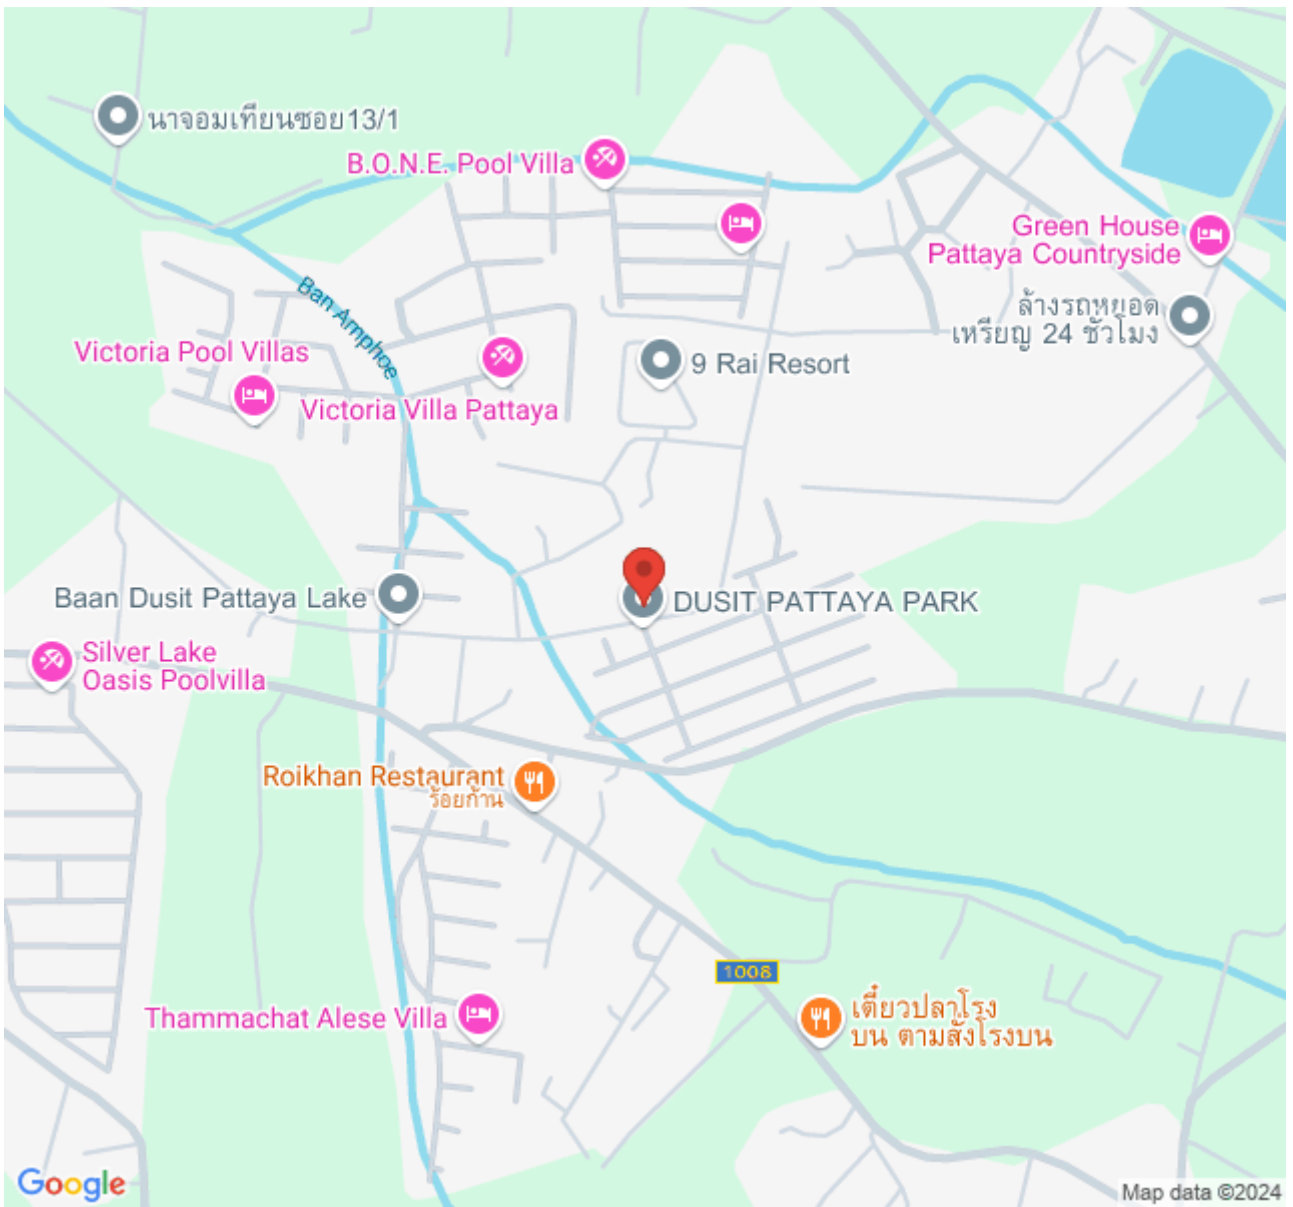 นาจอมเทียนซอย13/1
B.O.N.E. Pool Villa
Green House
Pattaya Countryside
Ban Amphoe
ล้างรถหยอด
เหรียญ 24 ชั่วโมง
Victoria Pool Villas
9 Rai Resort
Victoria Villa Pattaya
Baan Dusit Pattaya Lake
DUSIT PATTAYA PARK
Silver Lake
Oasis Poolvilla
Roikhan Restaurant
ร้อยก้าน
1008
Thammachat Alese Villa
เตี๋ยวปลาโรง
บน ตามสั่งโรงบน
Google
Map data ©2024